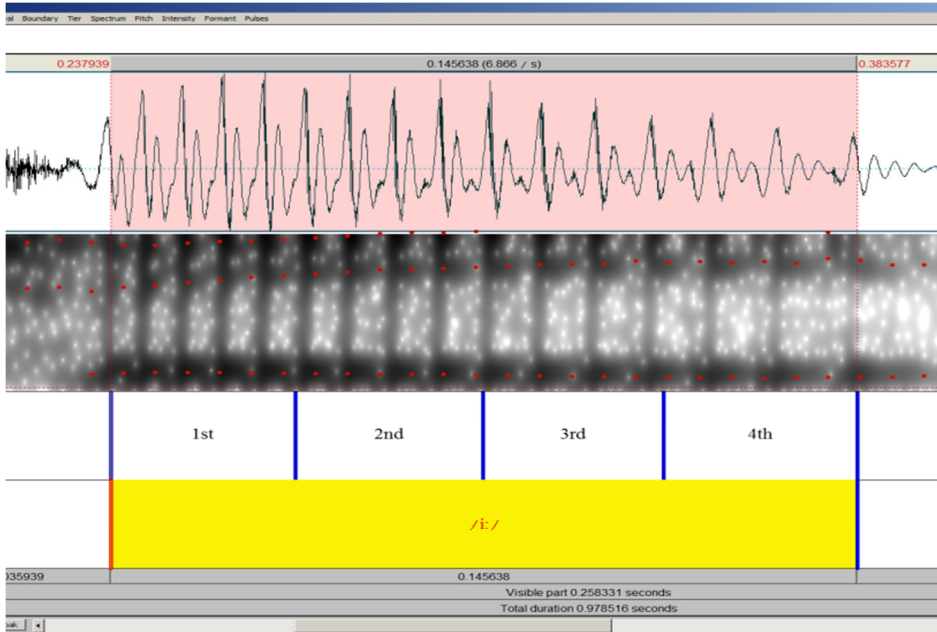 al Boundary Tier Spectrum Pitch Intensity Formant Pulses
0.237939 0.145638 (6.866 / s) 0.383577
1st 2nd 3rd 4th
/i:/
035939 0.145638
Visible part 0.258331 seconds
Total duration 0.978516 seconds